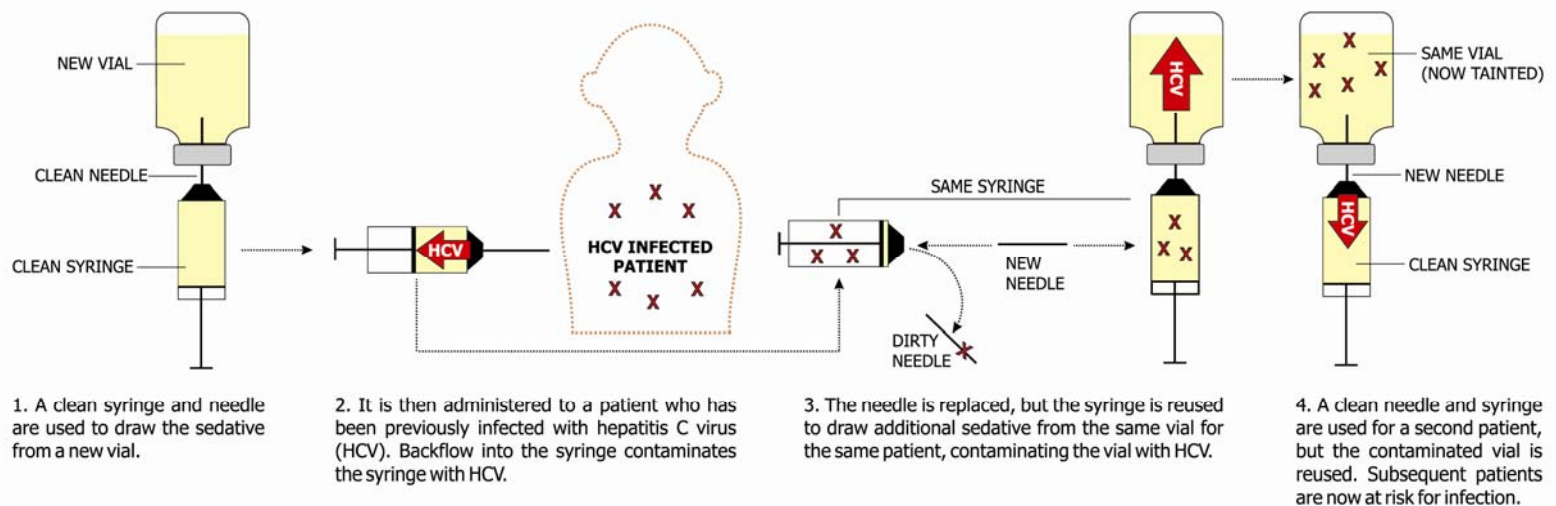 NEW VIAL
CLEAN NEEDLE
CLEAN SYRINGE
1. A clean syringe and needle
are used to draw the sedative
from a new vial.
HCV
HCV INFECTED
PATIENT
2. It is then administered to a patient who has
been previously infected with hepatitis C virus
(HCV). Backflow into the syringe contaminates
the syringe with HCV.
SAME SYRINGE
NEW
NEEDLE
DIRTY
NEEDLE
HCV
3. The needle is replaced, but the syringe is reused
to draw additional sedative from the same vial for
the same patient, contaminating the vial with HCV.
SAME VIAL
(NOW TAINTED)
NEW NEEDLE
HCV
CLEAN SYRINGE
4. A clean needle and syringe
are used for a second patient,
but the contaminated vial is
reused. Subsequent patients
are now at risk for infection.